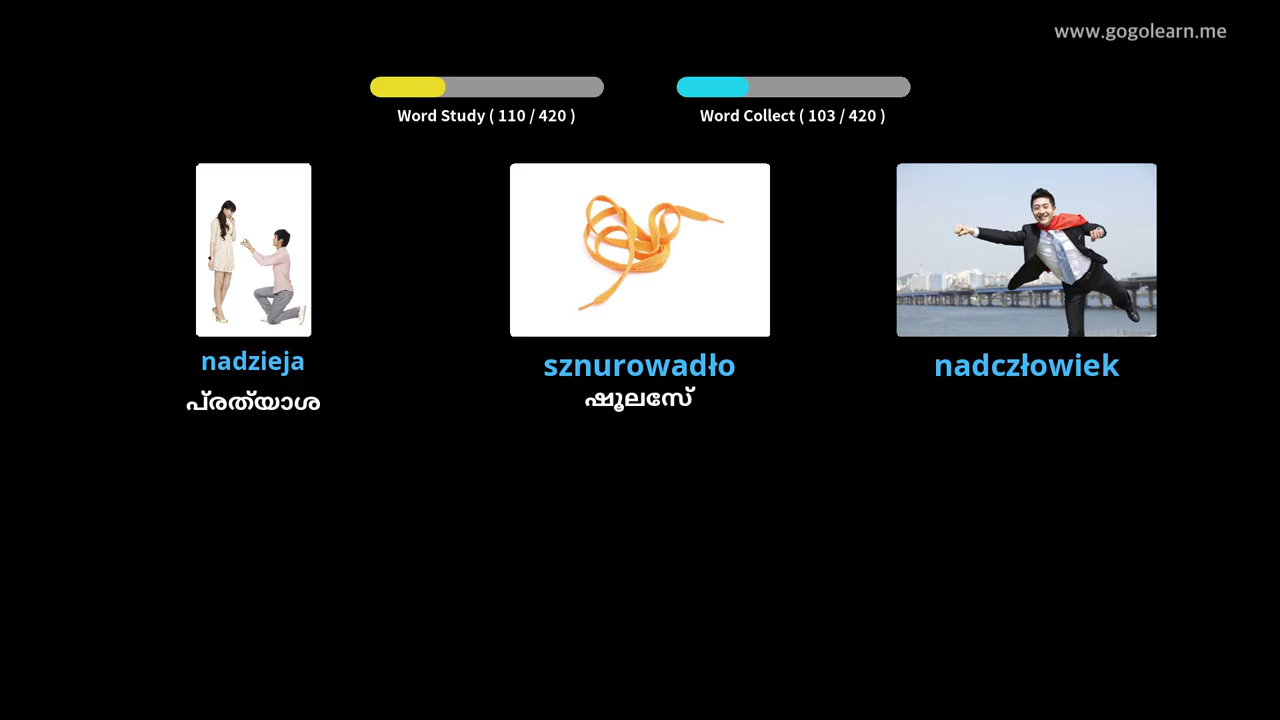 www.gogolearn.me
Word Study ( 110 / 420 )
Word Collect ( 103 / 420 )
nadzieja
പ്രത്യാശ
sznurowadło
ഷൂലസേ്
nadczłowiek